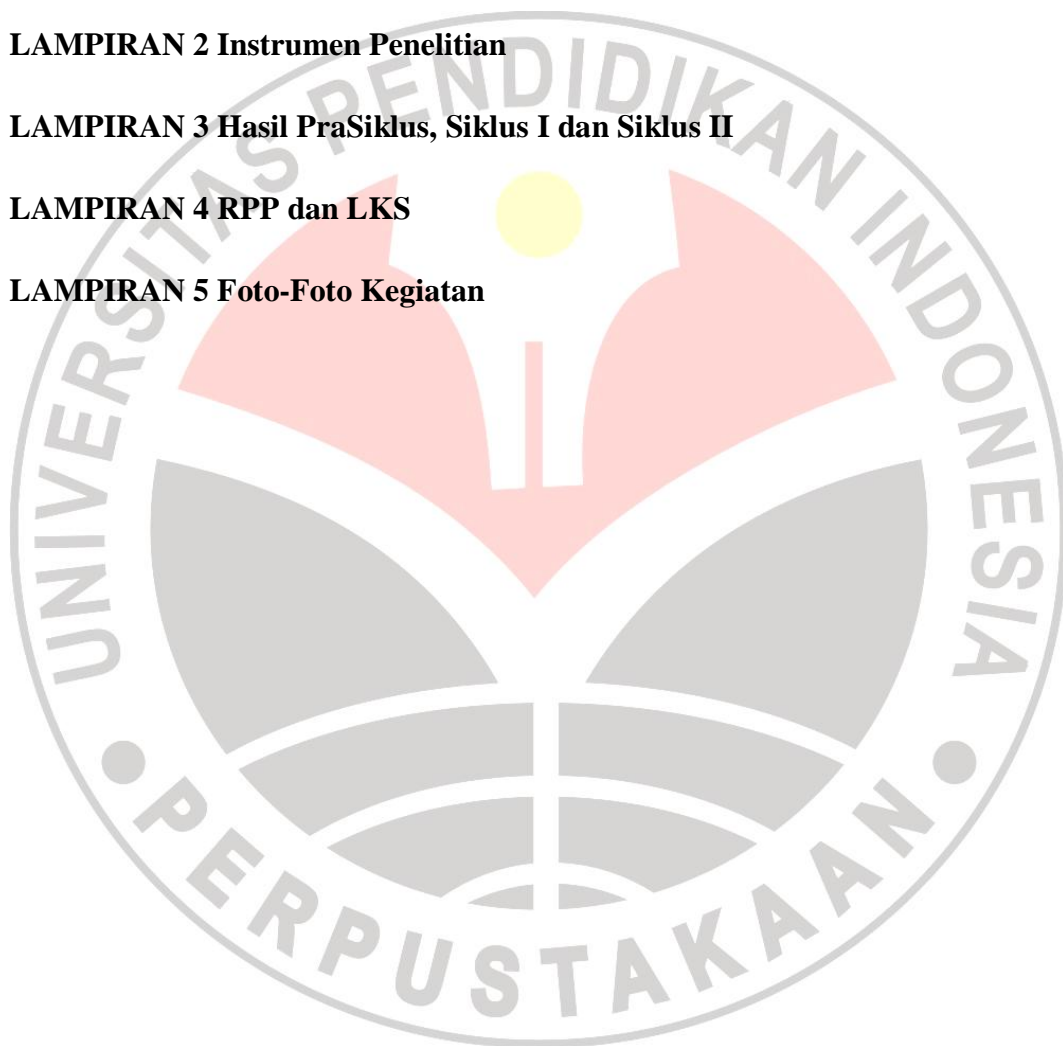 LAMPIRAN 2 Instrumen Penelitian
LAMPIRAN 3 Hasil PraSiklus, Siklus I dan Siklus II
LAMPIRAN 4 RPP dan LKS
LAMPIRAN 5 Foto-Foto Kegiatan
UNIVERSITAS PENDIDIKAN INDONESIA
PERPUSTAKAAN